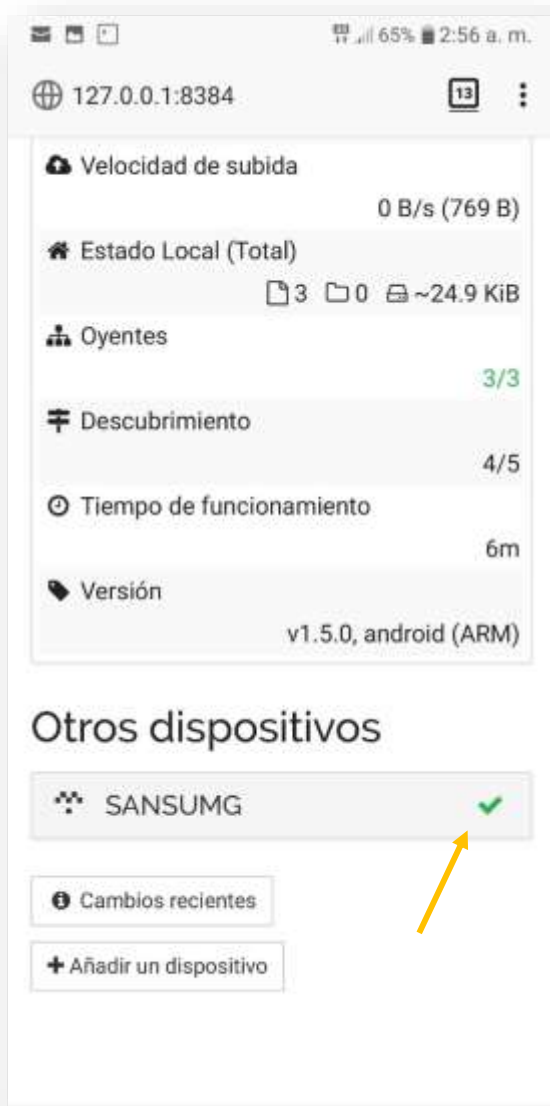 65% 2:56 a. m.
127.0.0.1:8384
13
Velocidad de subida
0 B/s (769 B)
Estado Local (Total)
3 0 ~24.9 KiB
Oyentes
3/3
Descubrimiento
4/5
Tiempo de funcionamiento
6m
Versión
v1.5.0, android (ARM)
Otros dispositivos
SANSUMG
Cambios recientes
Añadir un dispositivo